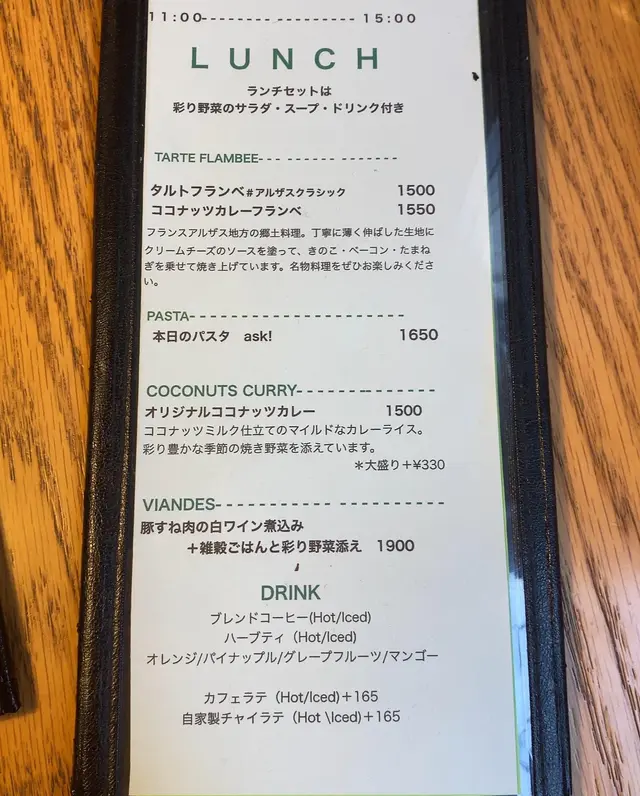 11:00-------- ----------- 15:00
LUNCH
ランチセットは
彩り野菜のサラダ・スープ・ドリンク付き
TARTE FLAMBEE--- ------ -------
タルトフランベ#アルザスクラシック 1500
ココナッツカレーフランベ 1550
フランスアルザス地方の郷土料理。丁寧に薄く伸ばした生地に
クリームチーズのソースを塗って、きのこ・ベーコン・たまね
ぎを乗せて焼き上げています。名物料理をぜひお楽しみくださ
い。
PASTA-------------------------
本日のパスタ ask! 1650
COCONUTS CURRY----------------
オリジナルココナッツカレー 1500
ココナッツミルク仕立てのマイルドなカレーライス。
彩り豊かな季節の焼き野菜を添えています。
＊大盛り＋¥330
VIANDES----------- ------------
豚すね肉の白ワイン煮込み
＋雑穀ごはんと彩り野菜添え 1900
DRINK
ブレンドコーヒー(Hot/Iced)
ハーブティ（Hot/Iced)
オレンジ/パイナップル/グレープフルーツ/マンゴー
カフェラテ（Hot/Iced)＋165
自家製チャイラテ（Hot \Iced)＋165